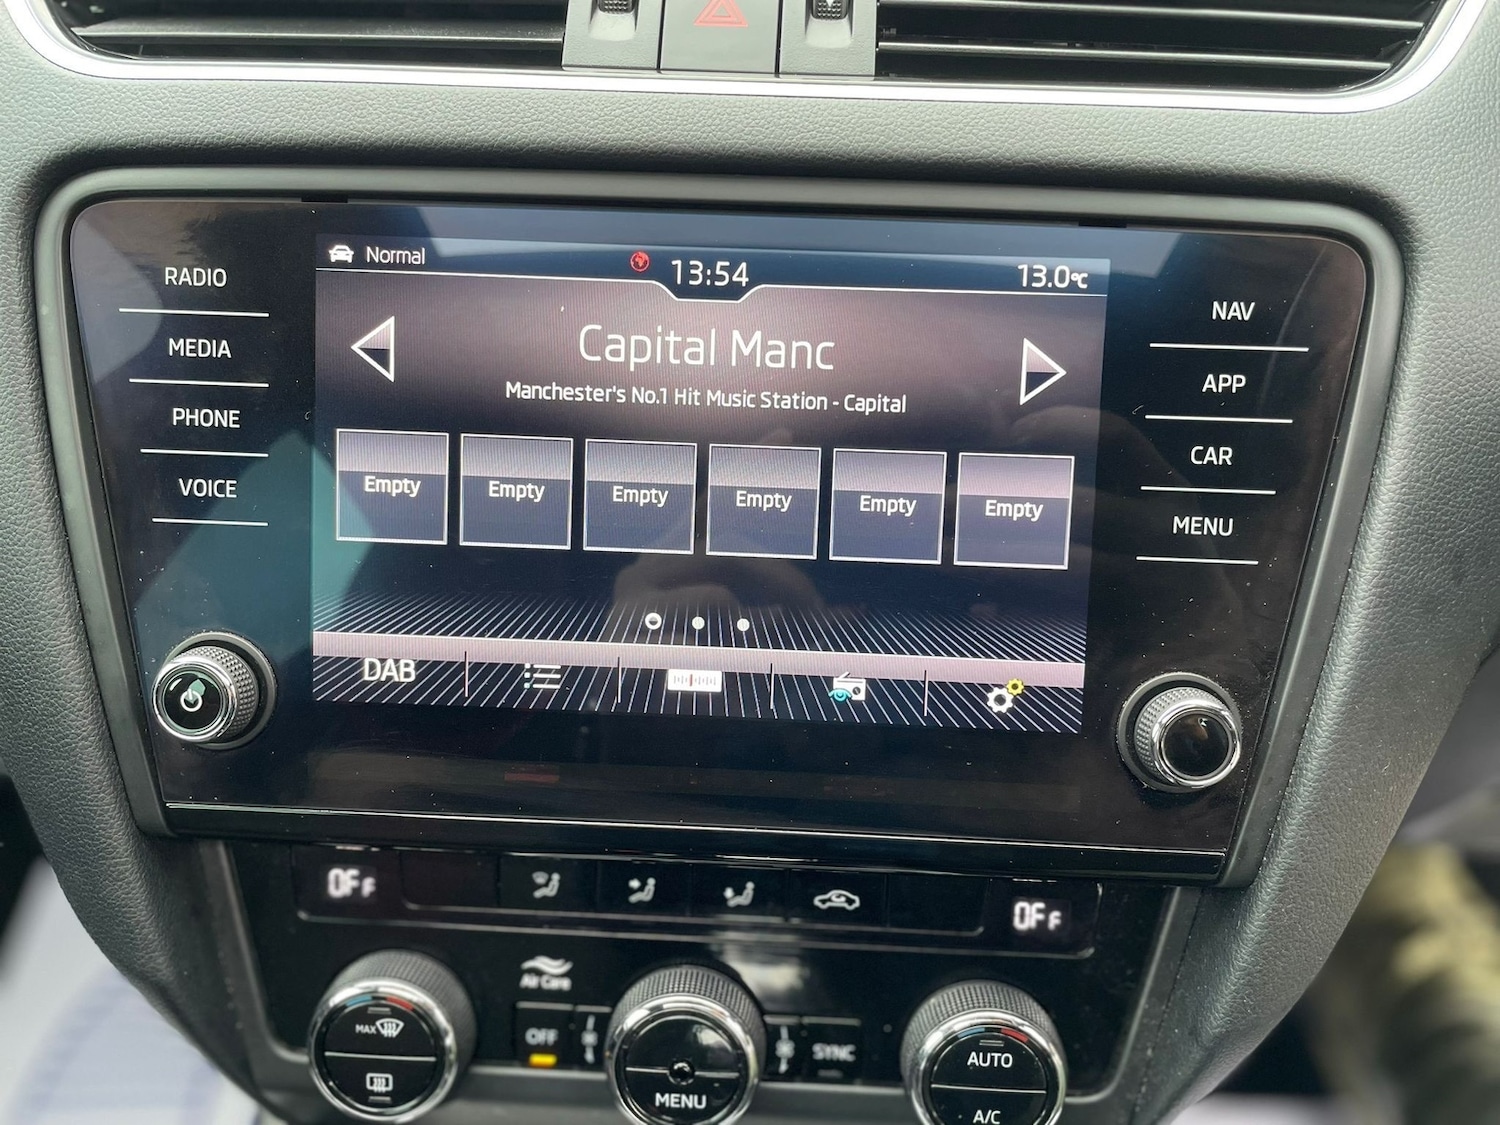 Normal
13:54
13.0°C
RADIO
MEDIA
PHONE
VOICE
Capital Manc
Manchester's No.1 Hit Music Station - Capital
Empty
Empty
Empty
Empty
Empty
Empty
DAB
NAV
APP
CAR
MENU
OFF
OFF
Air Care
MAX
OFF
MENU
SYNC
AUTO
A/C